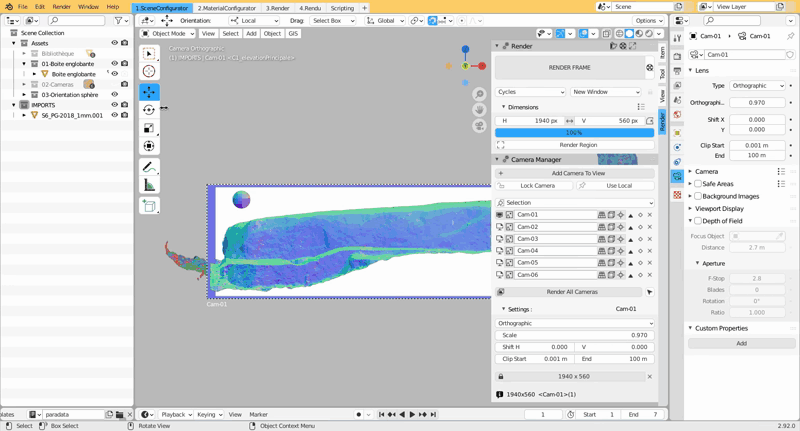 File Edit Render Window Help
1.SceneConfigurator 2.MaterialConfigurator 3.Render 4.Rendu Scripting
Scene View Layer
Orientation: Local Drag: Select Box Global Options
Object Mode View Select Add Object GIS
Scene Collection
Assets
Bibliothèque
01-Boite englobante
Boite englobante
02-Cameras
03-Orientation sphère
IMPORTS
S6_PG-2018_1mm.001
Camera Orthographic
(1) IMPORTS | Cam-01
Cam-01
Render
RENDER FRAME
Cycles New Window
Dimensions
H 1940 px V 560 px
100%
Render Region
Camera Manager
Add Camera To View
Lock Camera Use Local
Selection
Cam-01
Cam-02
Cam-03
Cam-04
Cam-05
Cam-06
Render All Cameras
Settings : Cam-01
Orthographic
Scale 0.970
Shift H 0.000 V 0.000
Clip Start 0.001 m End 100 m
1940 x 560
1940x560 <Cam-01>(1)
Item
Tool
View
Render
Cam-01 Cam-01
Cam-01
Lens
Type Orthographic
Orthographi.. 0.970
Shift X 0.000
Y 0.000
Clip Start 0.001 m
End 100 m
Camera
Safe Areas
Background Images
Viewport Display
Depth of Field
Focus Object
Distance 2.7 m
Aperture
F-Stop 2.8
Blades 0
Rotation 0°
Ratio 1.000
Custom Properties
Add
plates paradata
Playback Keying View Marker 1 Start 1 End 7
Select Box Select Rotate View Object Context Menu 2.92.0